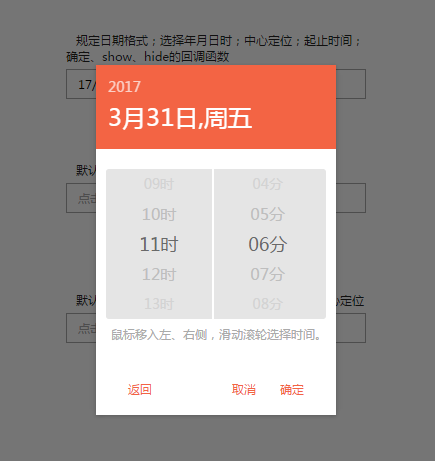 规定日期格式；选择年月日时；中心定位；起止时间；
确定、show、hide的回调函数
17/
2017
3月31日,周五
默认
点击
09时 04分
10时 05分
11时 06分
12时 07分
13时 08分
默认 心定位
点击
鼠标移入左、右侧，滑动滚轮选择时间。
返回 取消 确定